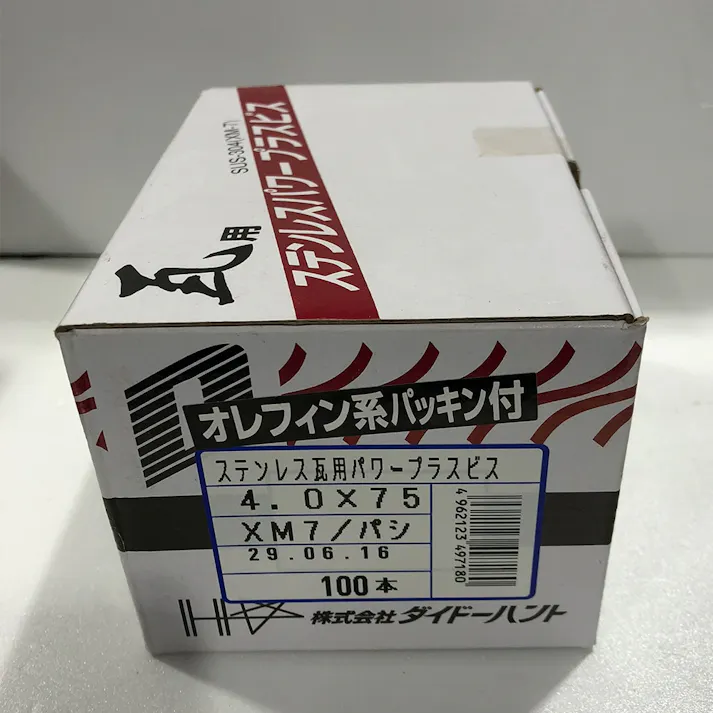 SUS-304(XM-7)
瓦用
ステンレスパワープラスビス
オレフィン系パッキン付
ステンレス瓦用パワープラスビス
4.0×75
XM7/パシ
29.06.16
100本
4 962123 497180
株式会社ダイドーハント